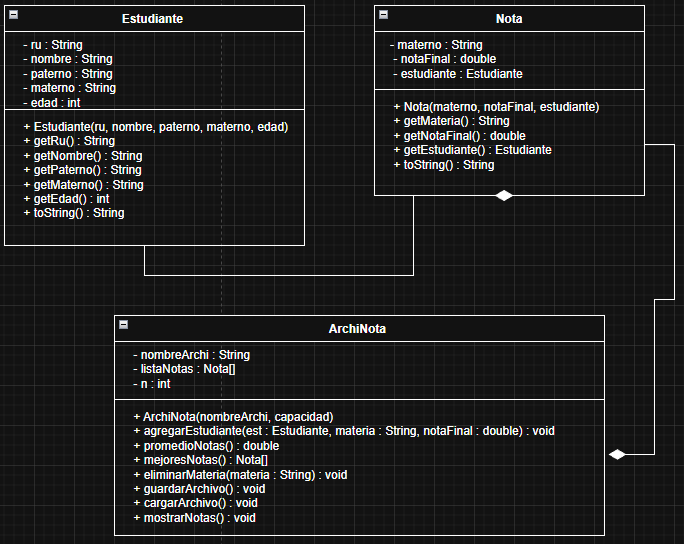 Estudiante
- ru : String
- nombre : String
- paterno : String
- materno : String
- edad : int
+ Estudiante(ru, nombre, paterno, materno, edad)
+ getRu() : String
+ getNombre() : String
+ getPaterno() : String
+ getMaterno() : String
+ getEdad() : int
+ toString() : String
Nota
- materno : String
- notaFinal : double
- estudiante : Estudiante
+ Nota(materno, notaFinal, estudiante)
+ getMateria() : String
+ getNotaFinal() : double
+ getEstudiante() : Estudiante
+ toString() : String
ArchiNota
- nombreArchi : String
- listaNotas : Nota[]
- n : int
+ ArchiNota(nombreArchi, capacidad)
+ agregarEstudiante(est : Estudiante, materia : String, notaFinal : double) : void
+ promedioNotas() : double
+ mejoresNotas() : Nota[]
+ eliminarMateria(materia : String) : void
+ guardarArchivo() : void
+ cargarArchivo() : void
+ mostrarNotas() : void